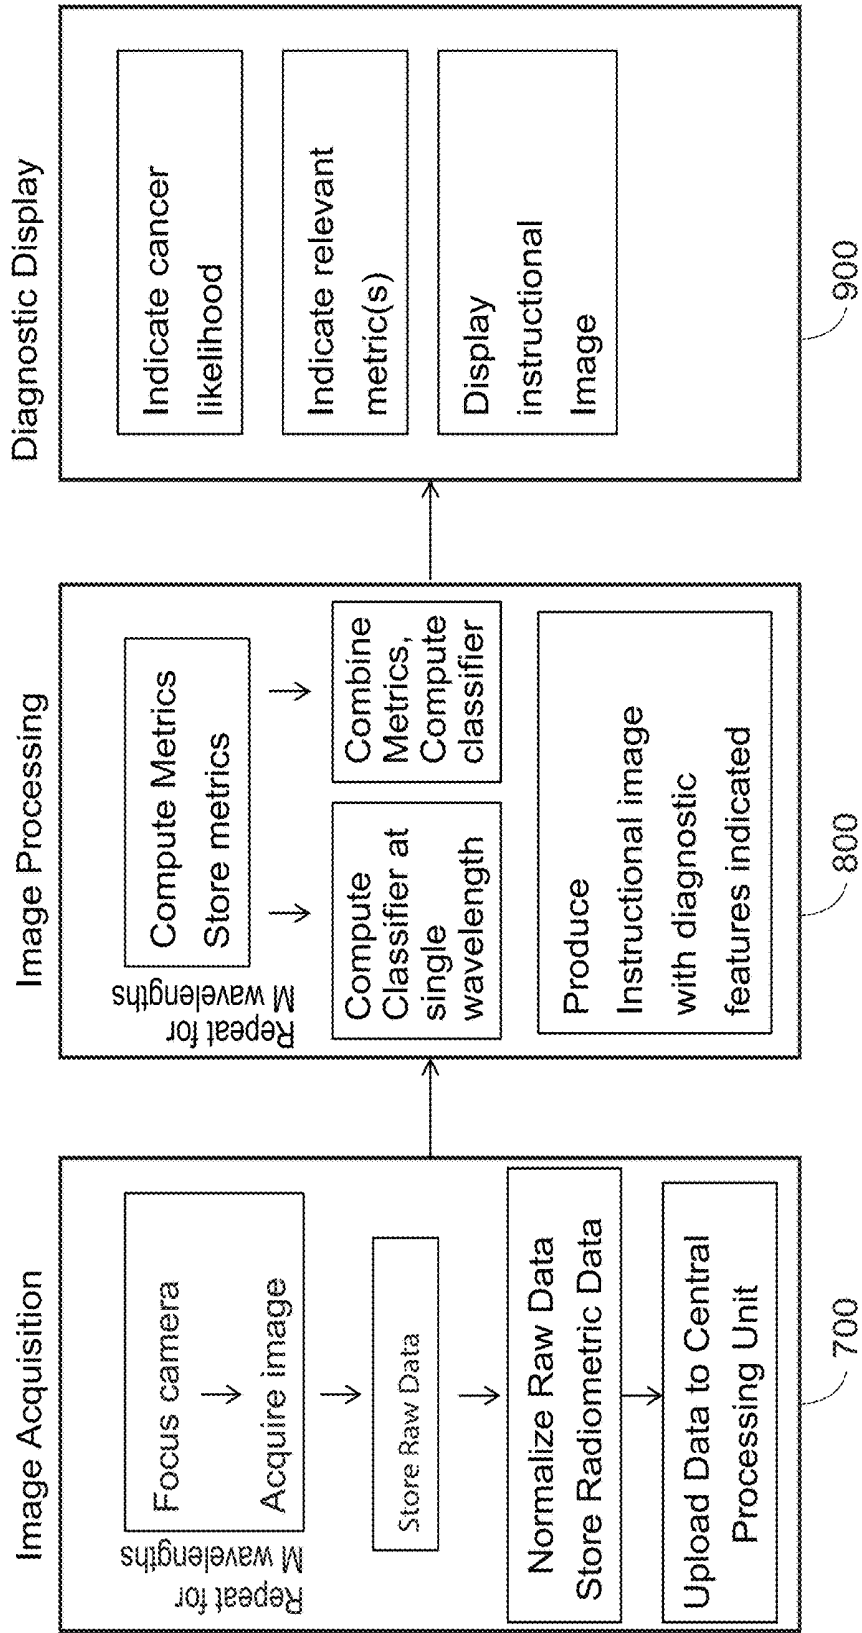 Image Acquisition
Repeat for
M wavelengths
Focus camera
Acquire image
Store Raw Data
Normalize Raw Data
Store Radiometric Data
Upload Data to Central
Processing Unit
700
Image Processing
Repeat for
M wavelengths
Compute Metrics
Store metrics
Compute
Classifier at
single
wavelength
Combine
Metrics,
Compute
classifier
Produce
Instructional image
with diagnostic
features indicated
800
Diagnostic Display
Indicate cancer
likelihood
Indicate relevant
metric(s)
Display
instructional
Image
900